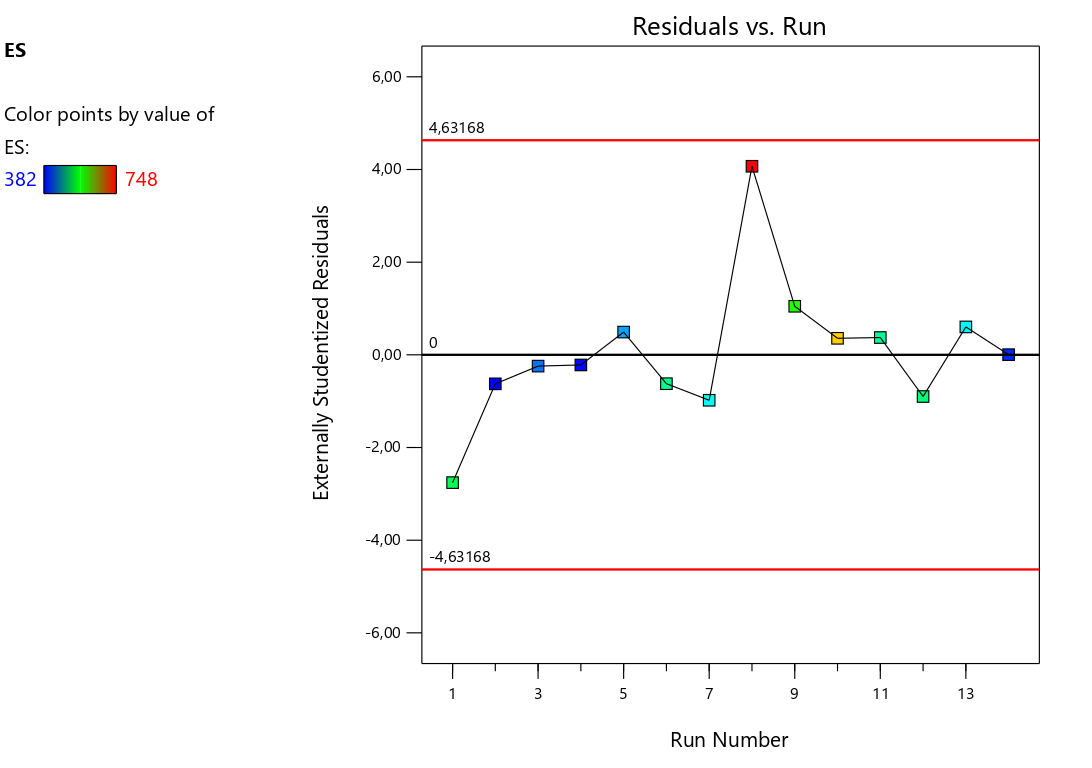 Residuals vs. Run
ES
Color points by value of
ES:
382 748
Externally Studentized Residuals
6,00
4,00
2,00
0,00
-2,00
-4,00
-6,00
4,63168
0
-4,63168
1 3 5 7 9 11 13
Run Number